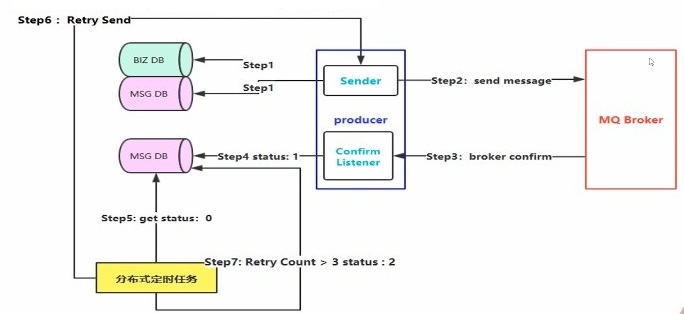 Step6 : Retry Send
BIZ DB
Step1
MSG DB
Step1
Sender
Step2: send message
producer
MQ Broker
MSG DB
Step4 status: 1
Confirm
Listener
Step3: broker confirm
Step5: get status: 0
Step7: Retry Count > 3 status : 2
分布式定时任务